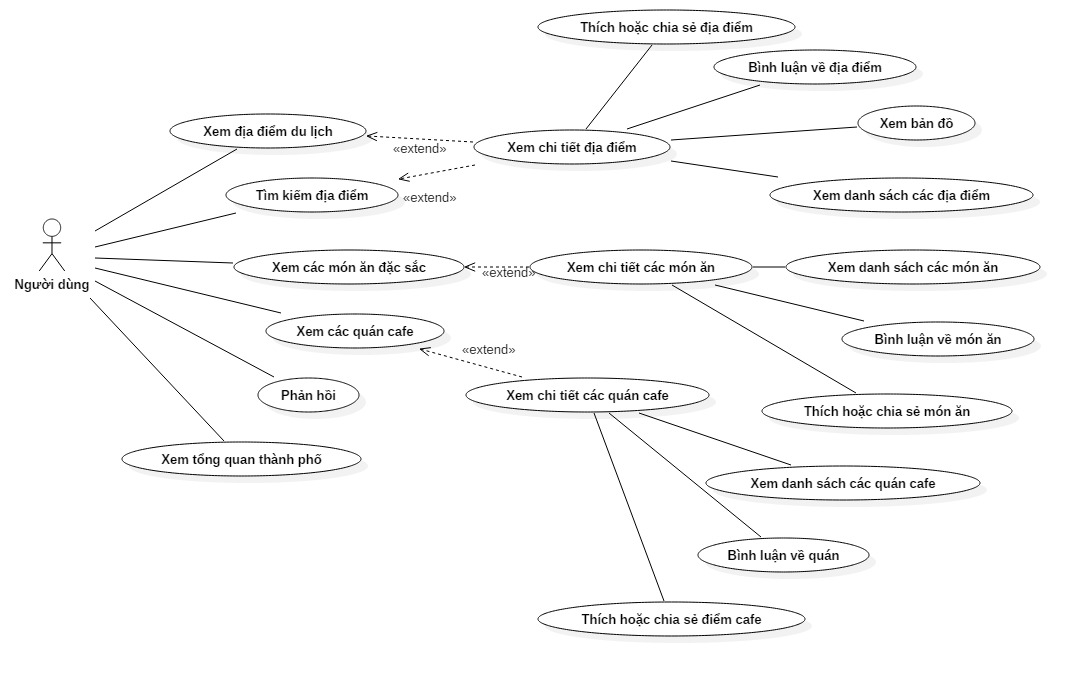 Thích hoặc chia sẻ địa điểm
Bình luận về địa điểm
Xem bản đồ
Xem địa điểm du lịch
«extend»
Xem chi tiết địa điểm
Tìm kiếm địa điểm
«extend»
Xem danh sách các địa điểm
Người dùng
Xem các món ăn đặc sắc
«extend»
Xem chi tiết các món ăn
Xem danh sách các món ăn
Xem các quán cafe
Bình luận về món ăn
«extend»
Phản hồi
Xem chi tiết các quán cafe
Thích hoặc chia sẻ món ăn
Xem tổng quan thành phố
Xem danh sách các quán cafe
Bình luận về quán
Thích hoặc chia sẻ điểm cafe